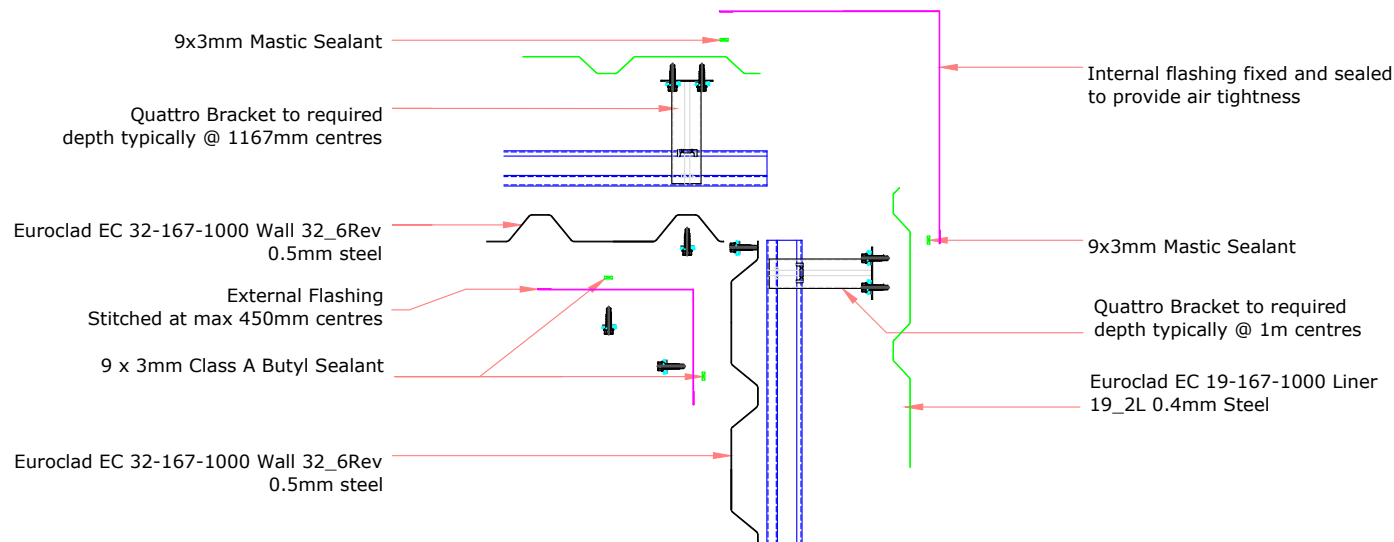 9x3mm Mastic Sealant
Quattro Bracket to required
depth typically @ 1167mm centres
Euroclad EC 32-167-1000 Wall 32_6Rev
0.5mm steel
External Flashing
Stitched at max 450mm centres
9 x 3mm Class A Butyl Sealant
Euroclad EC 32-167-1000 Wall 32_6Rev
0.5mm steel
Internal flashing fixed and sealed
to provide air tightness
9x3mm Mastic Sealant
Quattro Bracket to required
depth typically @ 1m centres
Euroclad EC 19-167-1000 Liner
19_2L 0.4mm Steel